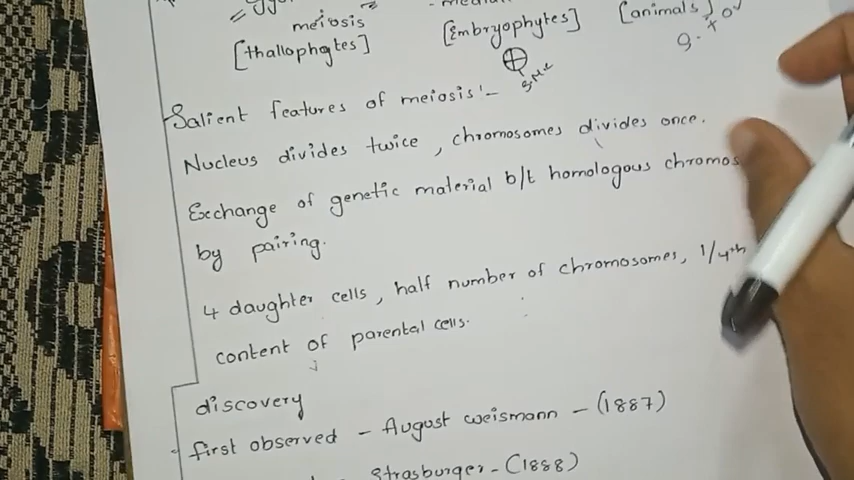 meiosis
[thallophytes]
[Embryophytes]
[animals]
Salient features of meiosis:-
Nucleus divides twice, chromosomes divides once.
Exchange of genetic material b/t homologous chromos
by pairing.
4 daughter cells, half number of chromosomes, 1/4th
content of parental cells.
discovery
first observed - August weismann - (1887)
Strasburger - (1888)